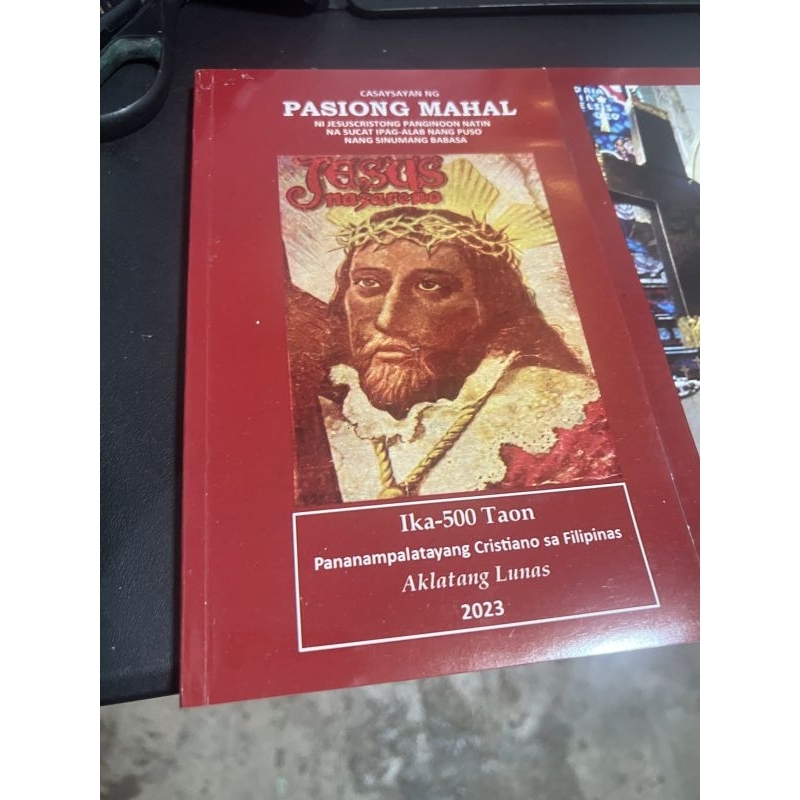 CASAYSAYAN NG
PASIONG MAHAL
NI JESUSCRISTONG PANGINOON NATIN
NA SUCAT IPAG-ALAB NANG PUSO
NANG SINUMANG BABASA
Jesus
nazareno
Ika-500 Taon
Pananampalatayang Cristiano sa Filipinas
Aklatang Lunas
2023